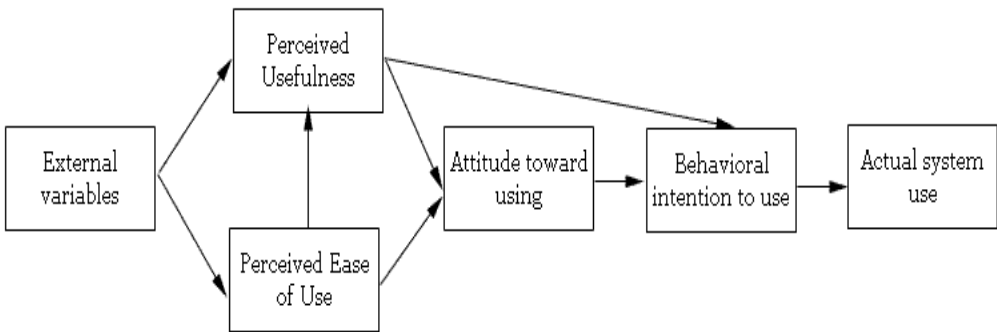 Perceived
Usefulness
External
variables
Attitude toward
using
Behavioral
intention to use
Actual system
use
Perceived Ease
of Use